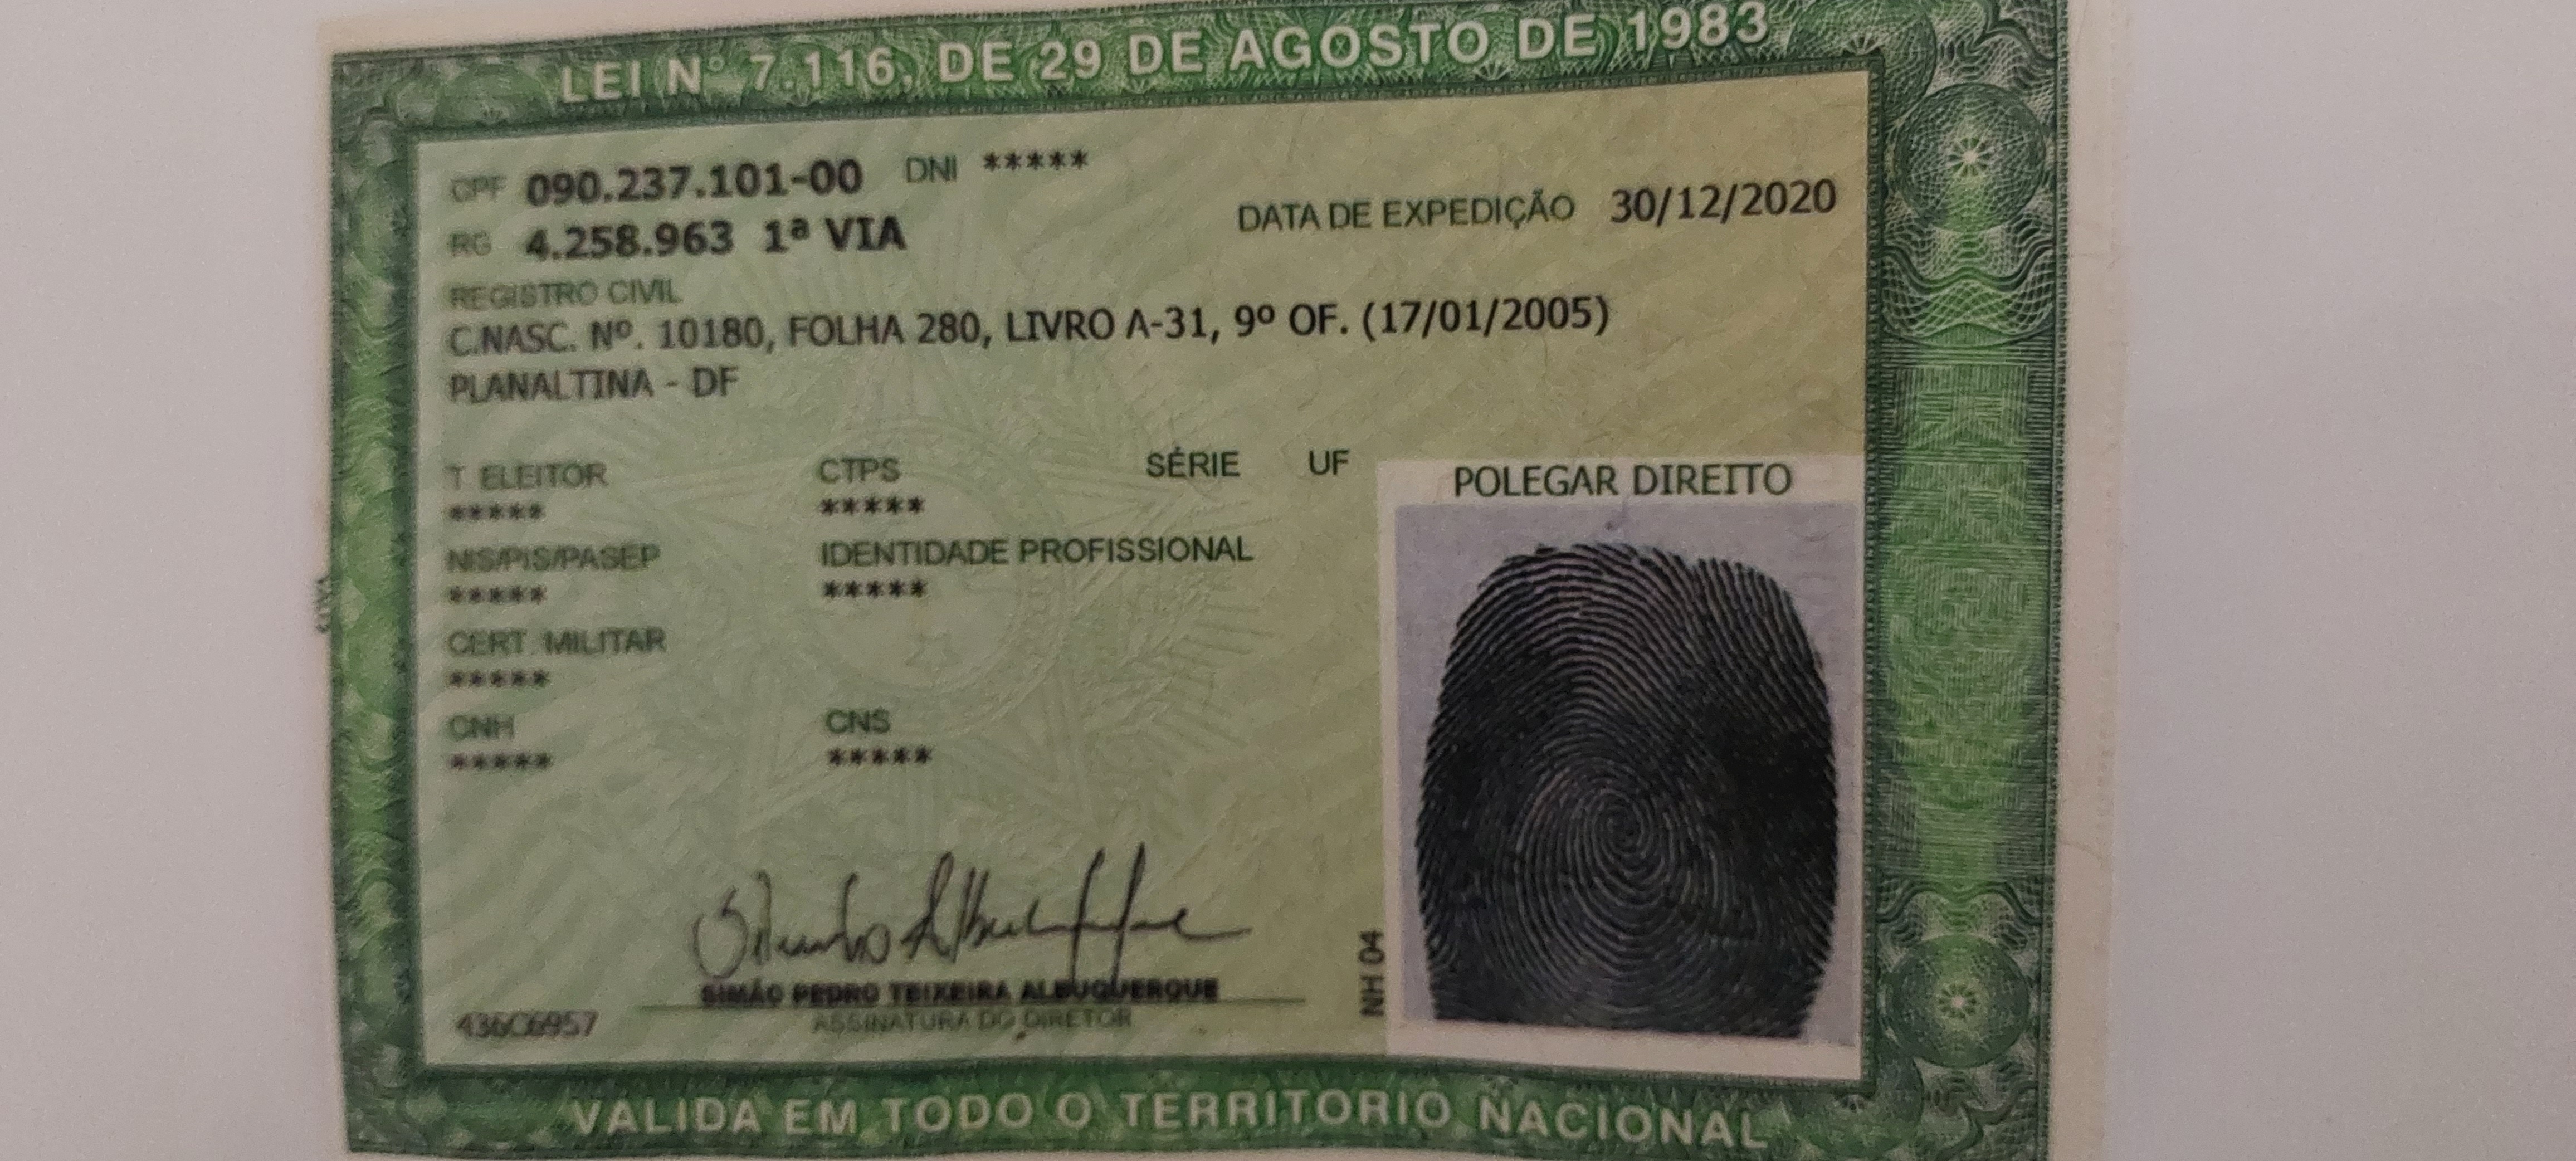 LEI Nº 7.116, DE 29 DE AGOSTO DE 1983
CPF 090.237.101-00 DNI *****
RG 4.258.963 1ª VIA DATA DE EXPEDIÇÃO 30/12/2020
REGISTRO CIVIL
C.NASC. Nº. 10180, FOLHA 280, LIVRO A-31, 9º OF. (17/01/2005)
PLANALTINA - DF
T. ELEITOR CTPS SÉRIE UF
***** *****
NIS/PIS/PASEP IDENTIDADE PROFISSIONAL
***** *****
CERT. MILITAR
*****
CNH CNS
***** *****
POLEGAR DIREITO
NH 04
SIMÃO PEDRO TEIXEIRA ALBUQUERQUE
ASSINATURA DO DIRETOR
VALIDA EM TODO O TERRITORIO NACIONAL